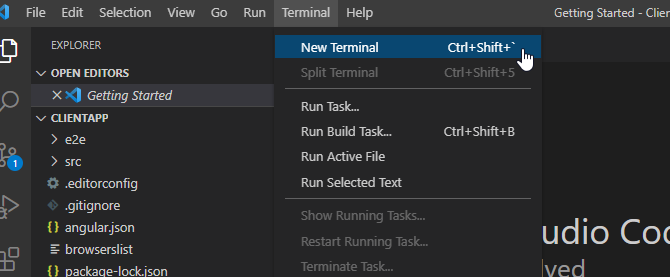 File Edit Selection View Go Run Terminal Getting Started - Clien
EXPLORER
OPEN EDITORS
Getting Started
CLIENTAPP
e2e
src
.editorconfig
.gitignore
angular.json
browserslist
package-lock.json
New Terminal Ctrl+Shift+`
Split Terminal Ctrl+Shift+5
Run Task...
Run Build Task... Ctrl+Shift+B
Run Active File
Run Selected Text
Show Running Tasks...
Restart Running Task...
Terminate Task...
1
udio Cod
lved